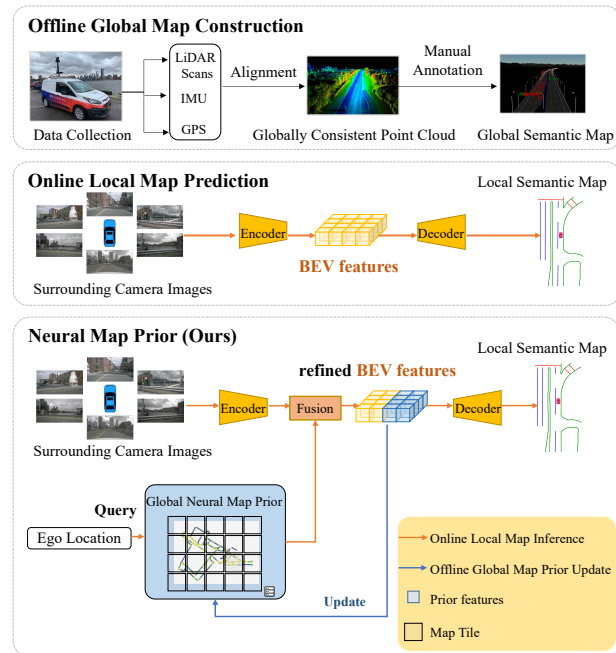 Offline Global Map Construction
LiDAR
Scans
IMU
GPS
Alignment
Manual
Annotation
Data Collection
Globally Consistent Point Cloud
Global Semantic Map
Online Local Map Prediction
Local Semantic Map
Encoder
Decoder
BEV features
Surrounding Camera Images
Neural Map Prior (Ours)
refined BEV features
Local Semantic Map
Encoder
Fusion
Decoder
Surrounding Camera Images
Query
Global Neural Map Prior
Ego Location
Update
Online Local Map Inference
Offline Global Map Prior Update
Prior features
Map Tile